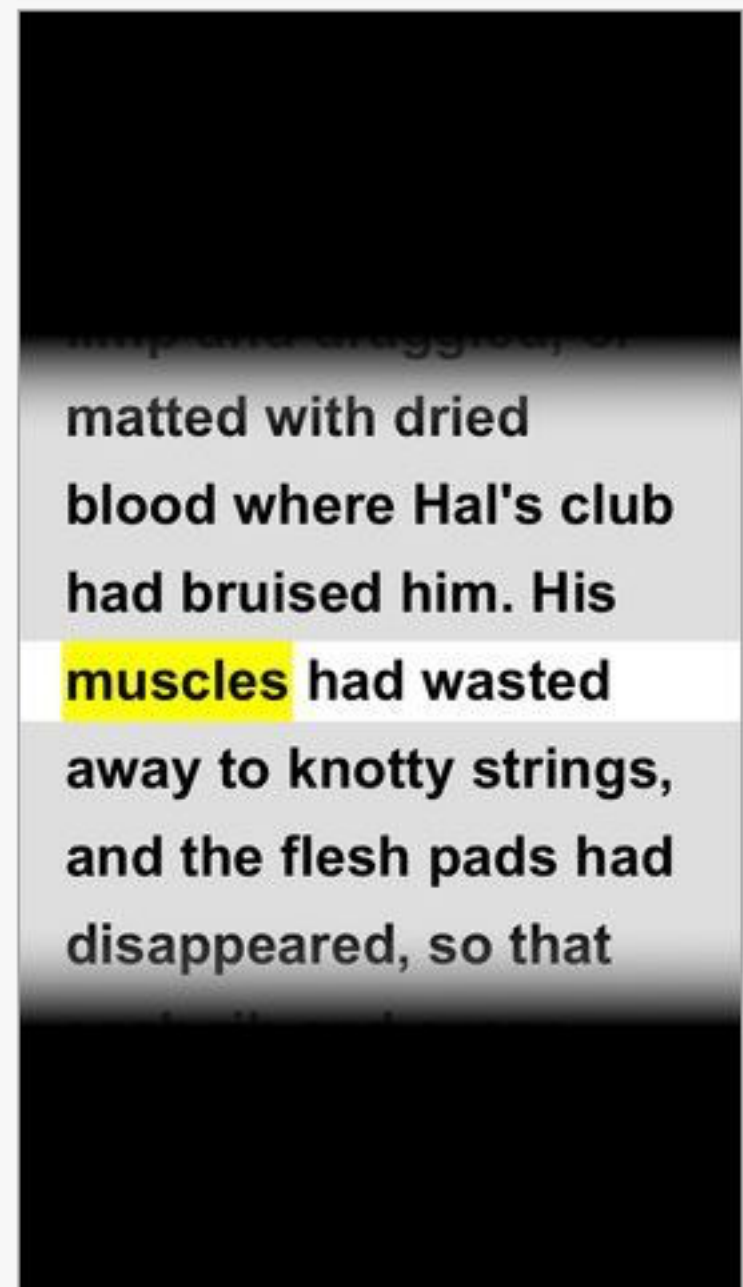 matted with dried
blood where Hal's club
had bruised him. His
muscles had wasted
away to knotty strings,
and the flesh pads had
disappeared, so that